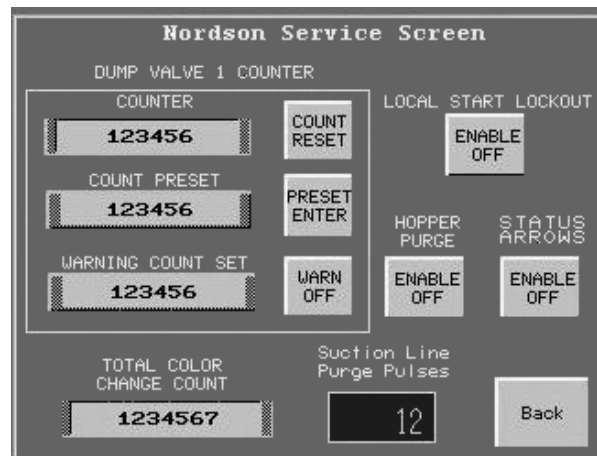 Nordson Service Screen
DUMP VALVE 1 COUNTER
COUNTER
123456
COUNT
RESET
COUNT PRESET
123456
PRESET
ENTER
WARNING COUNT SET
123456
WARN
OFF
LOCAL START LOCKOUT
ENABLE
OFF
HOPPER
PURGE
ENABLE
OFF
STATUS
ARROWS
ENABLE
OFF
TOTAL COLOR
CHANGE COUNT
1234567
Suction Line
Purge Pulses
12
Back